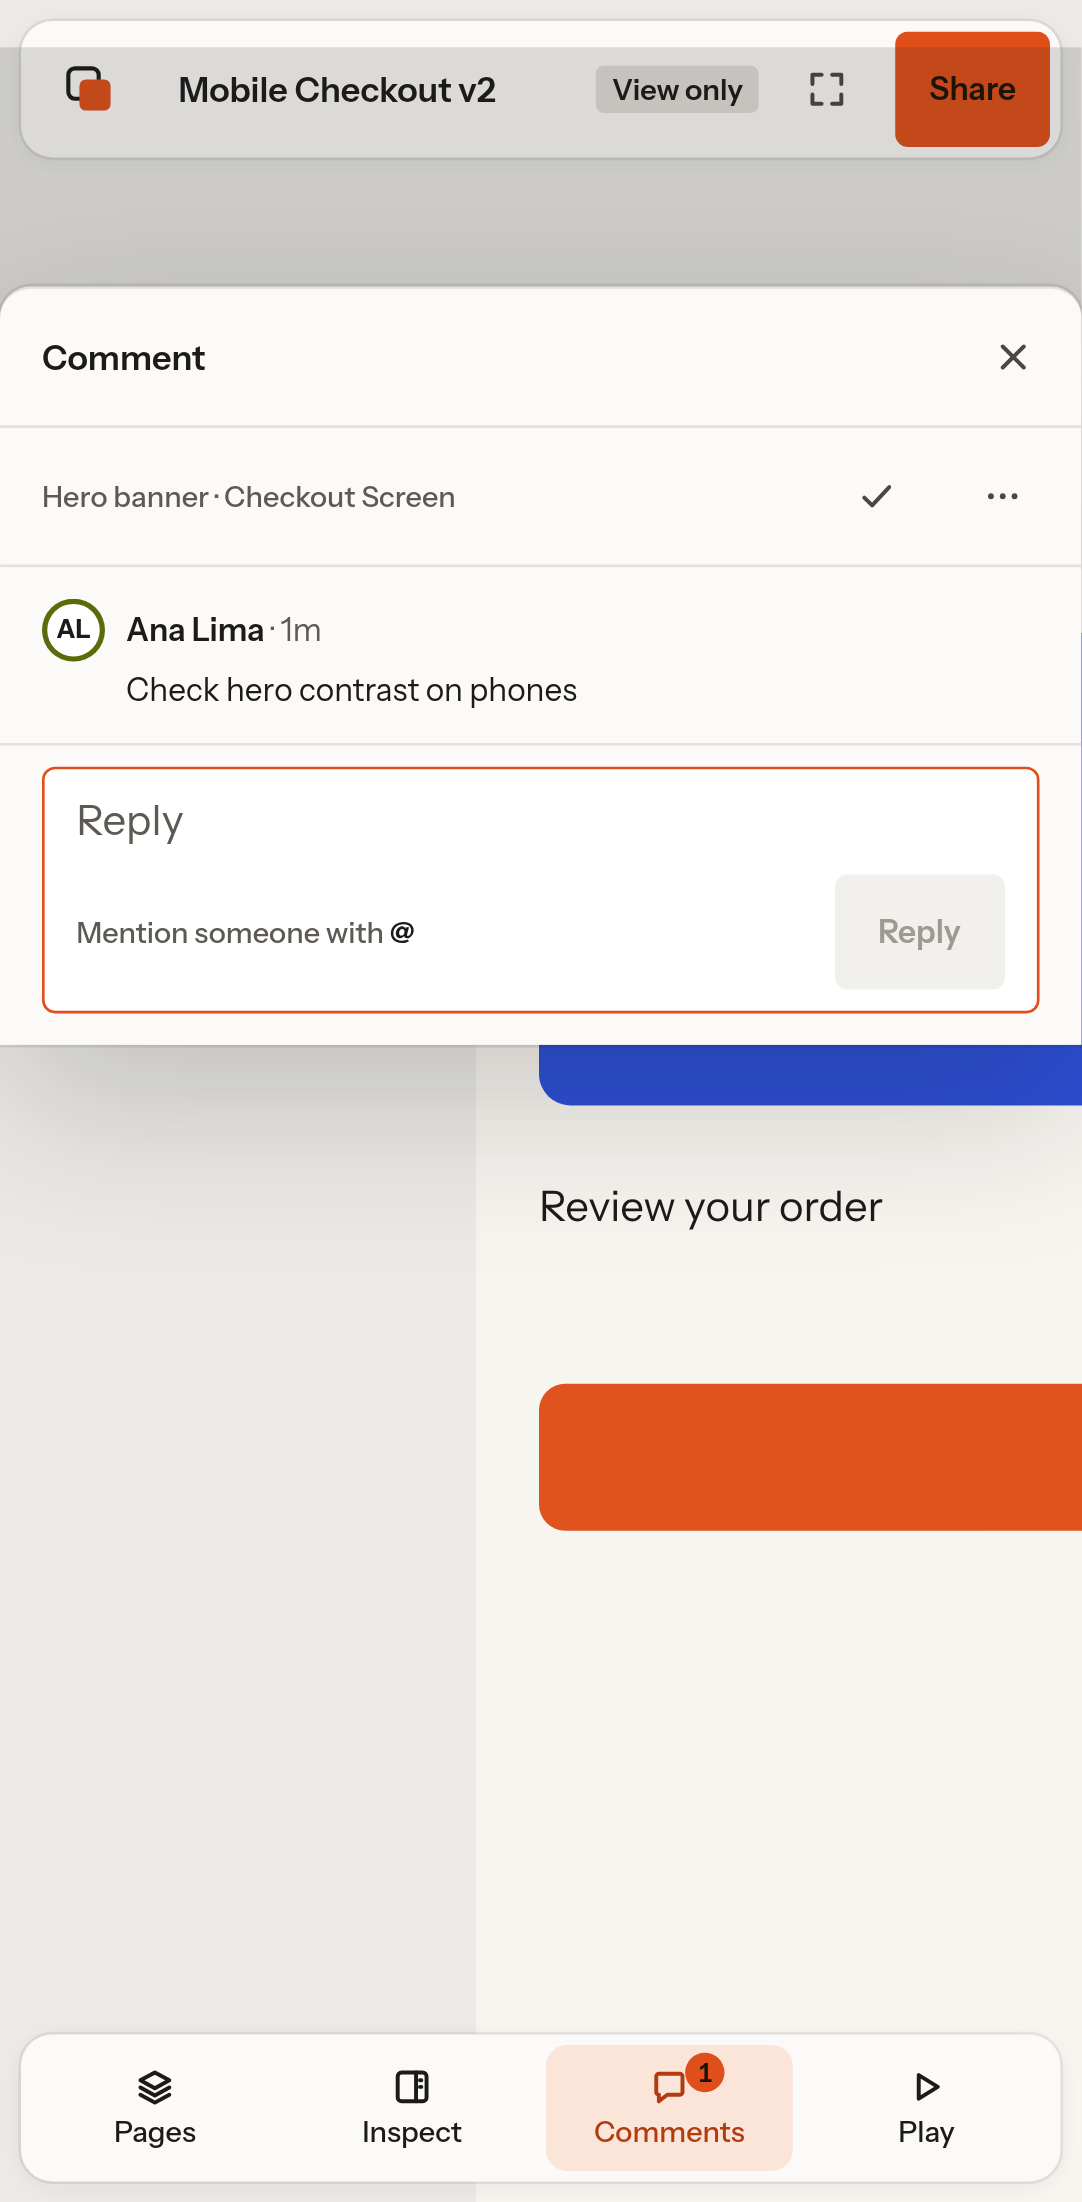 Mobile Checkout v2
View only
Share
Comment
Hero banner · Checkout Screen
AL
Ana Lima · 1m
Check hero contrast on phones
Reply
Mention someone with @
Reply
Review your order
Pages
Inspect
1
Comments
Play